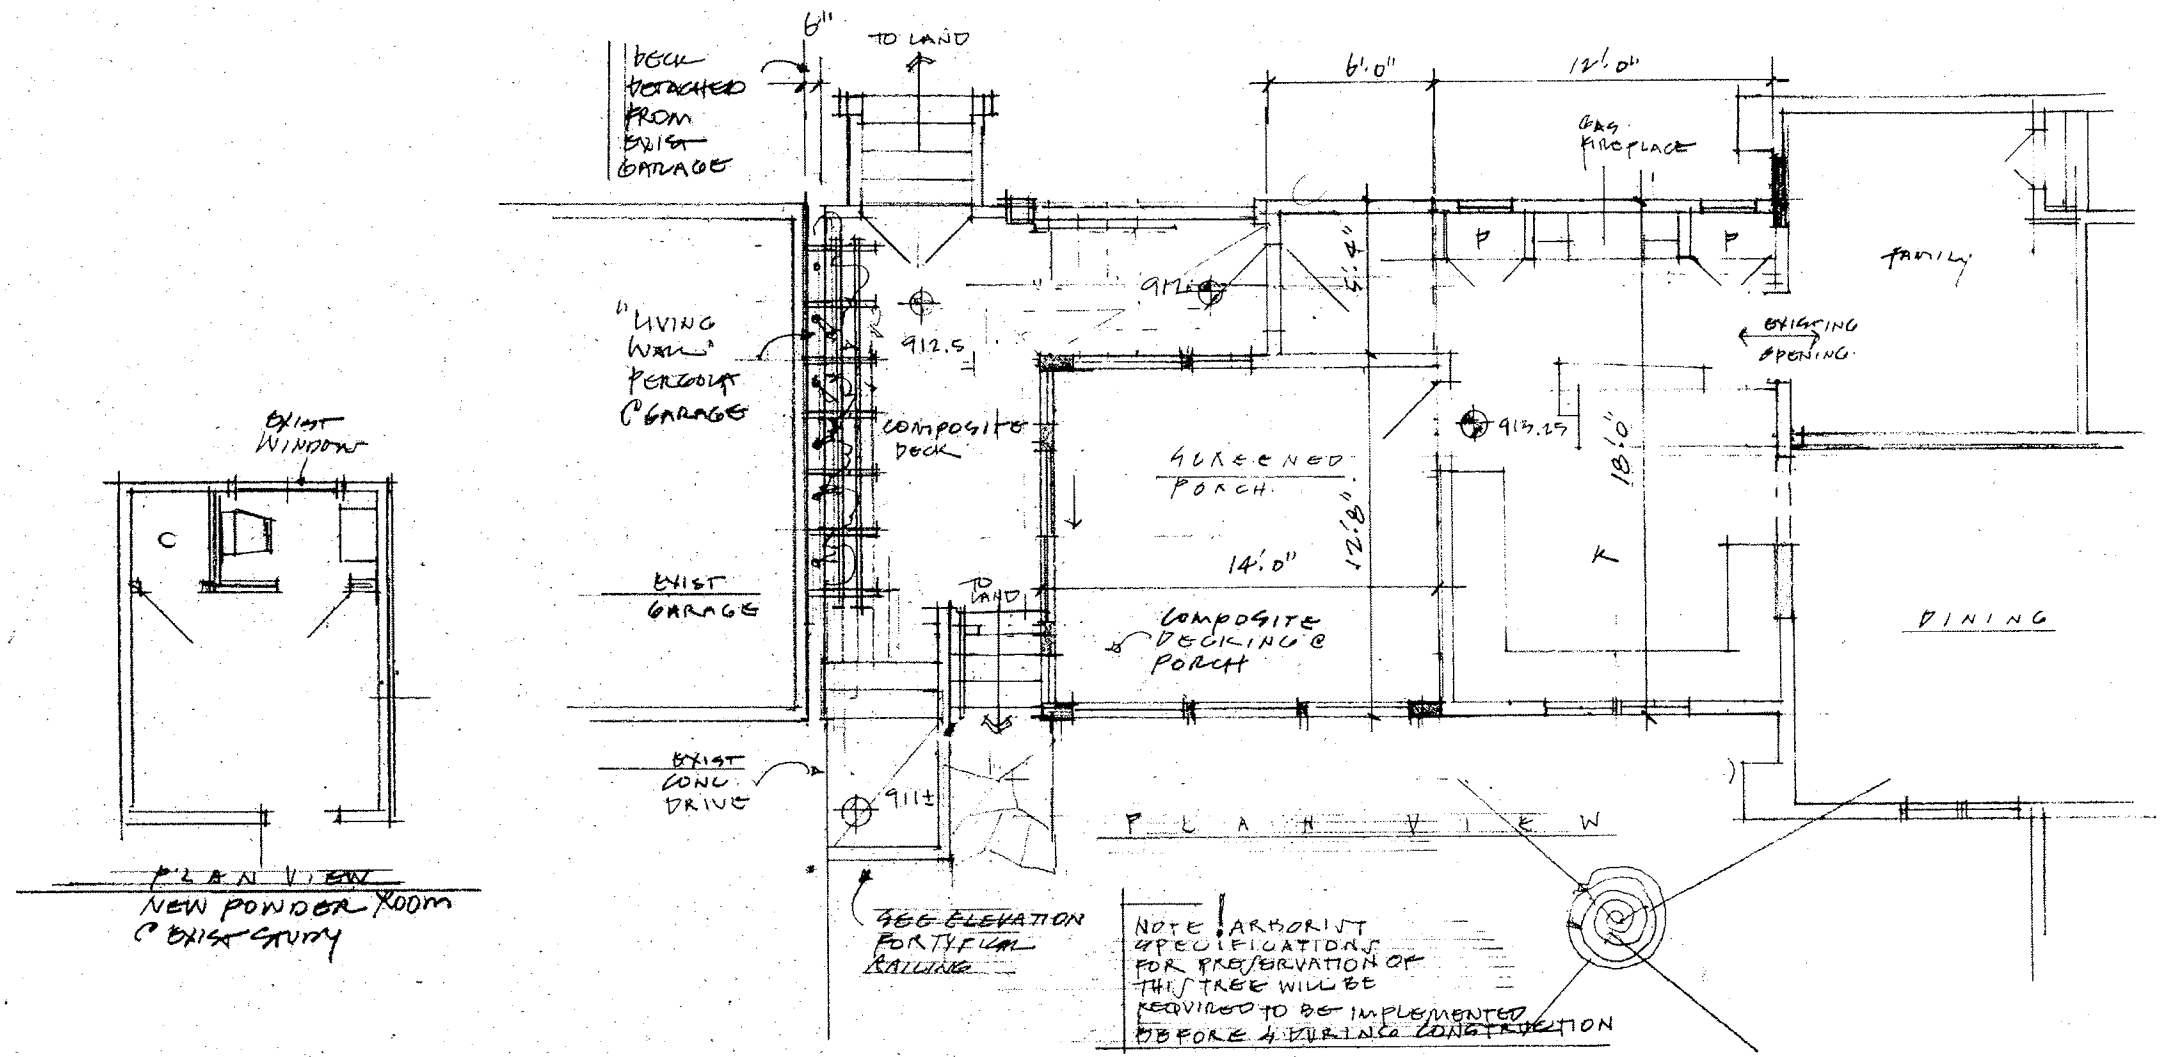 6"
TO LAND
DECK
DETACHED
FROM
EXIST
GARAGE
6'.0"
12'.0"
GAS
FIREPLACE
P
P
FAMILY
5'.4"
912.5
"LIVING
WALL"
PERGOLA
@ GARAGE
EXISTING
OPENING.
COMPOSITE
DECK
913.25
18'.0"
SCREENED
PORCH.
12'.8"
14'.0"
K
EXIST
WINDOW
C
EXIST
GARAGE
TO
LAND
COMPOSITE
DECKING @
PORCH
DINING
EXIST
CONC.
DRIVE
911±
PLAN VIEW
PLAN VIEW
NEW POWDER ROOM
@ EXIST STUDY
SEE ELEVATION
FOR TYPICAL
RAILING
NOTE! ARBORIST
SPECIFICATIONS
FOR PRESERVATION OF
THIS TREE WILL BE
REQUIRED TO BE IMPLEMENTED
BEFORE & DURING CONSTRUCTION